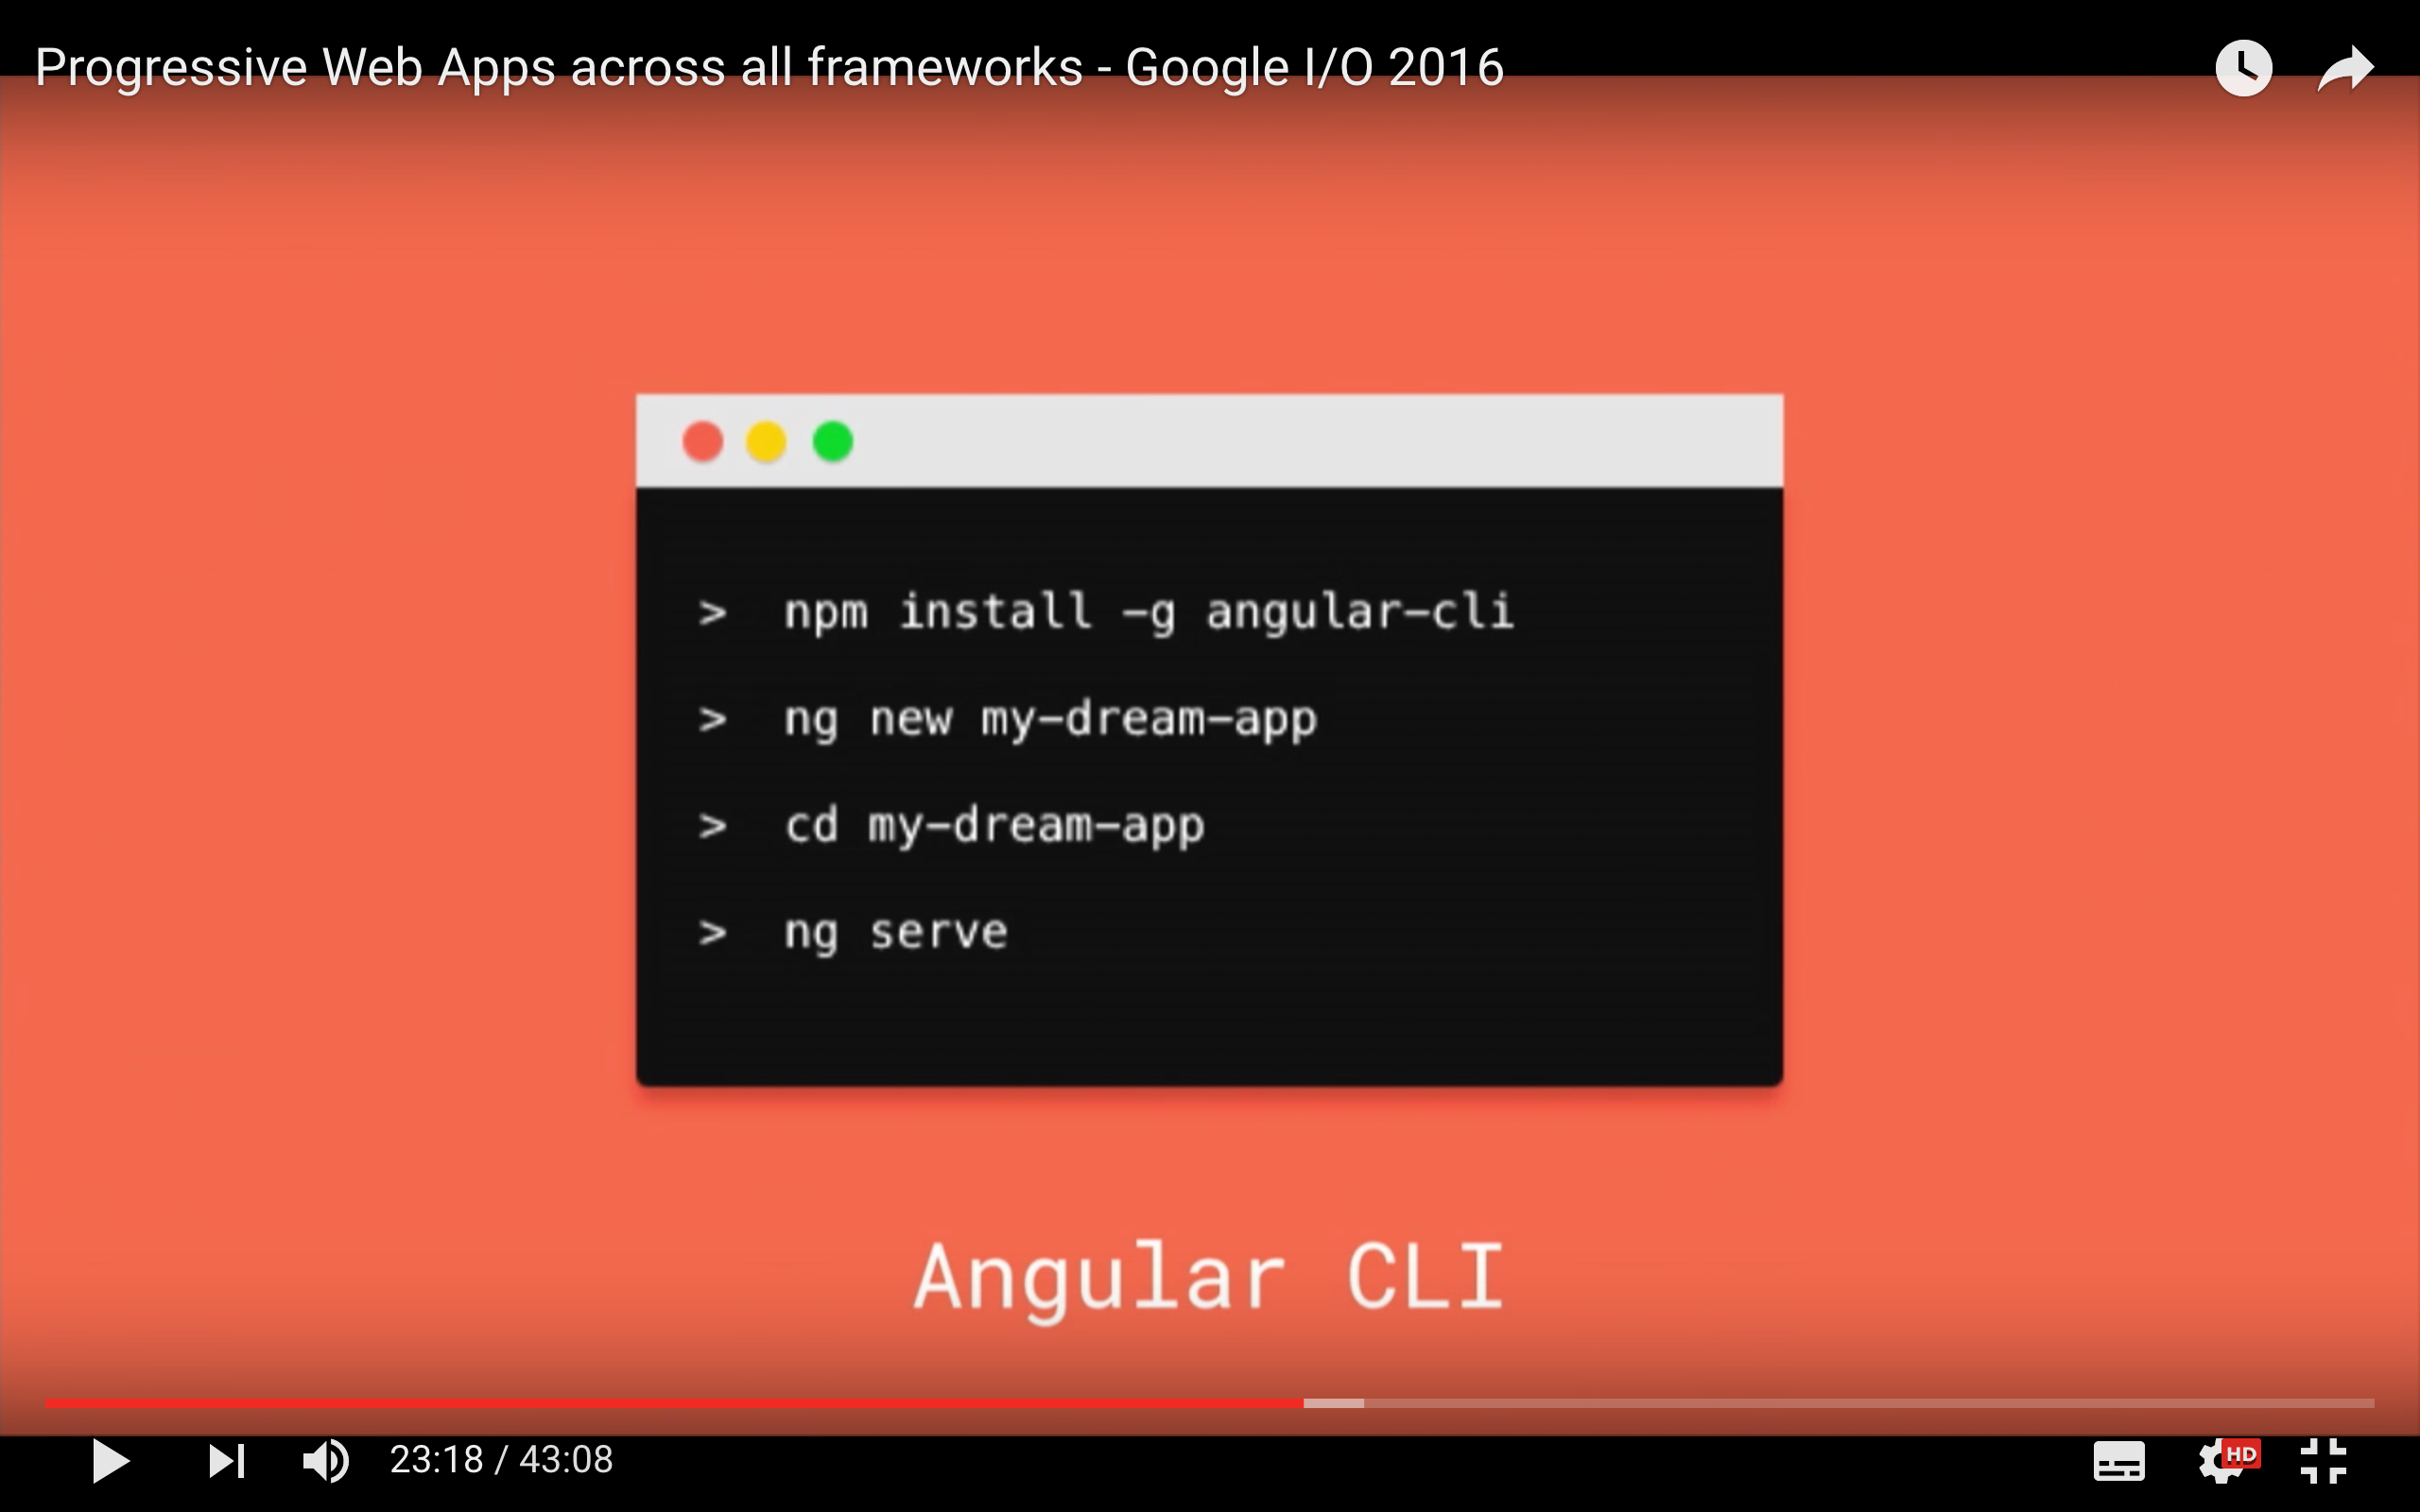 Progressive Web Apps across all frameworks - Google I/O 2016
> npm install -g angular-cli
> ng new my-dream-app
> cd my-dream-app
> ng serve
Angular CLI
23:18 / 43:08
HD